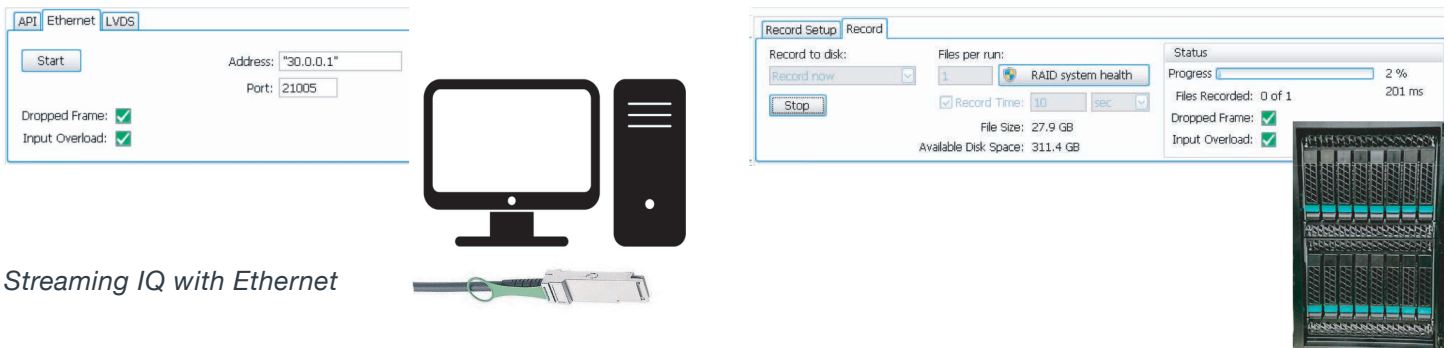 API Ethernet LVDS
Start
Address: "30.0.0.1"
Port: 21005
Dropped Frame:
Input Overload:
Streaming IQ with Ethernet
Record Setup Record
Record to disk:
Record now
Stop
Files per run:
1 RAID system health
Record Time: 10 sec
File Size: 27.9 GB
Available Disk Space: 311.4 GB
Status
Progress 2 %
201 ms
Files Recorded: 0 of 1
Dropped Frame:
Input Overload: